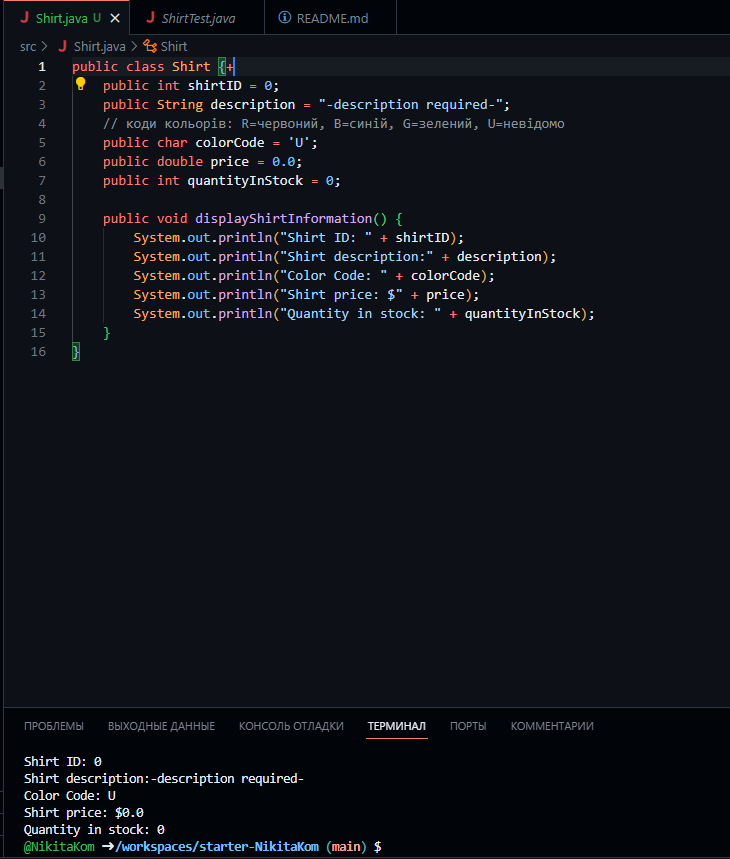 J Shirt.java U × J ShirtTest.java README.md
src > J Shirt.java > Shirt
1 public class Shirt {+
2 public int shirtID = 0;
3 public String description = "-description required-";
4 // коди кольорів: R=червоний, B=синій, G=зелений, U=невідомо
5 public char colorCode = 'U';
6 public double price = 0.0;
7 public int quantityInStock = 0;
8
9 public void displayShirtInformation() {
10 System.out.println("Shirt ID: " + shirtID);
11 System.out.println("Shirt description:" + description);
12 System.out.println("Color Code: " + colorCode);
13 System.out.println("Shirt price: $" + price);
14 System.out.println("Quantity in stock: " + quantityInStock);
15 }
16 }
ПРОБЛЕМЫ ВЫХОДНЫЕ ДАННЫЕ КОНСОЛЬ ОТЛАДКИ ТЕРМИНАЛ ПОРТЫ КОММЕНТАРИИ
Shirt ID: 0
Shirt description:-description required-
Color Code: U
Shirt price: $0.0
Quantity in stock: 0
@NikitaKom ➜/workspaces/starter-NikitaKom (main) $